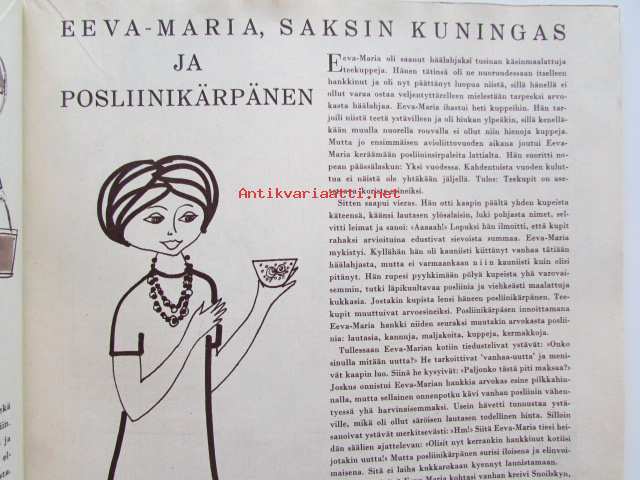 EEVA-MARIA, SAKSIN KUNINGAS
JA
POSLIINIKÄRPÄNEN
Eeva-Maria oli saanut häälahjaksi tusinan käsinmaalattuja
teekuppeja. Hänen tätinsä oli ne nuoruudessaan itselleen
hankkinut ja oli nyt päättänyt luopua niistä, sillä hänellä ei
ollut varaa ostaa veljentyttärelleen mielestään tarpeeksi arvo-
kasta häälahjaa. Eeva-Maria ihastui heti kuppeihin. Hän tar-
joili niistä teetä ystävilleen ja oli hiukan ylpeäkin, sillä kenellä-
kään muulla nuorella rouvalla ei ollut niin hienoja kuppeja.
Mutta jo ensimmäisen avioliittovuoden aikana joutui Eeva-
Maria keräämään posliininsirpaleita lattialta. Hän suoritti no-
pean päässälaskun: Yksi vuodessa. Kahdentoista vuoden kulut-
tua ei näistä ole yhtäkään jäljellä. Tulos: Teekupit on ase-
koristeesineiksi.
Antikvariaatti.net
Sitten saapui vieras. Hän otti kaapin päältä yhden kupeista
käteensä, käänsi lautasen ylösalaisin, luki pohjasta nimet, sel-
vitti leimat ja sanoi: »Aaaaah!» Lopuksi hän ilmoitti, että kupit
rahaksi arvioituina edustivat sievoista summaa. Eeva-Maria
mykistyi. Kyllähän hän oli kauniisti kiittänyt vanhaa tätiään
häälahjasta, mutta ei varmaankaan niin kauniisti kuin olisi
pitänyt. Hän rupesi pyyhkimään pölyä kupeista yhä varovai-
semmin, tutki läpikuultavaa posliinia ja viehkeästi maalattuja
kukkasia. Jostakin kupista lensi häneen posliinikärpänen. Tee-
kupit muuttuivat arvoesineiksi. Posliinikärpäsen innoittamana
Eeva-Maria hankki niiden seuraksi muutakin arvokasta poslii-
nia: lautasia, kannuja, maljakoita, kuppeja, kermakkoja.
Tullessaan Eeva-Marian kotiin tiedustelivat ystävät: »Onko
sinulla mitään uutta?» He tarkoittivat 'vanhaa-uutta' ja meni-
vät kaapin luo. Siinä he kysyivät: »Paljonko tästä piti maksaa?»
Joskus onnistui Eeva-Marian hankkia arvokas esine pilkkahin-
nalla, mutta sellainen onnenpotku kävi vanhan posliinin vähen-
tyessä yhä harvinaisemmaksi. Usein hävetti tunnustaa ystä-
ville, mikä oli ollut säröisen lautasen todellinen hinta. Silloin
sanoivat ystävät merkitsevästi: »Hm!» Siitä Eeva-Maria tiesi hei-
dän säälien ajattelevan: »Olisit nyt kerrankin hankkinut kotiisi
jotakin uutta!» Mutta posliinikärpänen surisi iloisena ja elinvoi-
maisena. Sitä ei laiha kukkarokaan kyennyt lannistamaan.
Eeva-Maria kohtasi vanhan kreivi Snoilskyn,